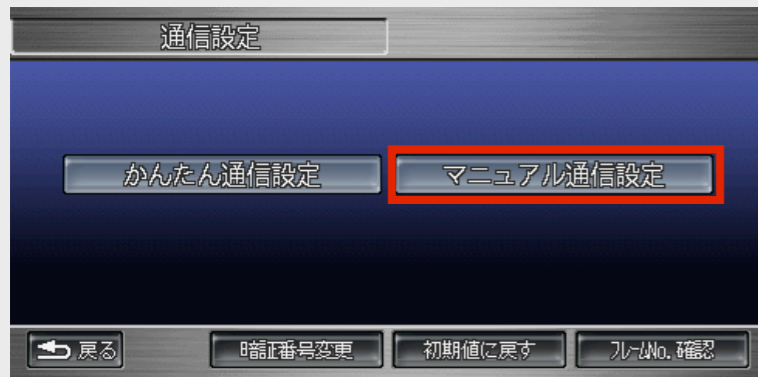 通信設定
かんたん通信設定
マニュアル通信設定
戻る
暗証番号変更
初期値に戻す
フレームNo.確認